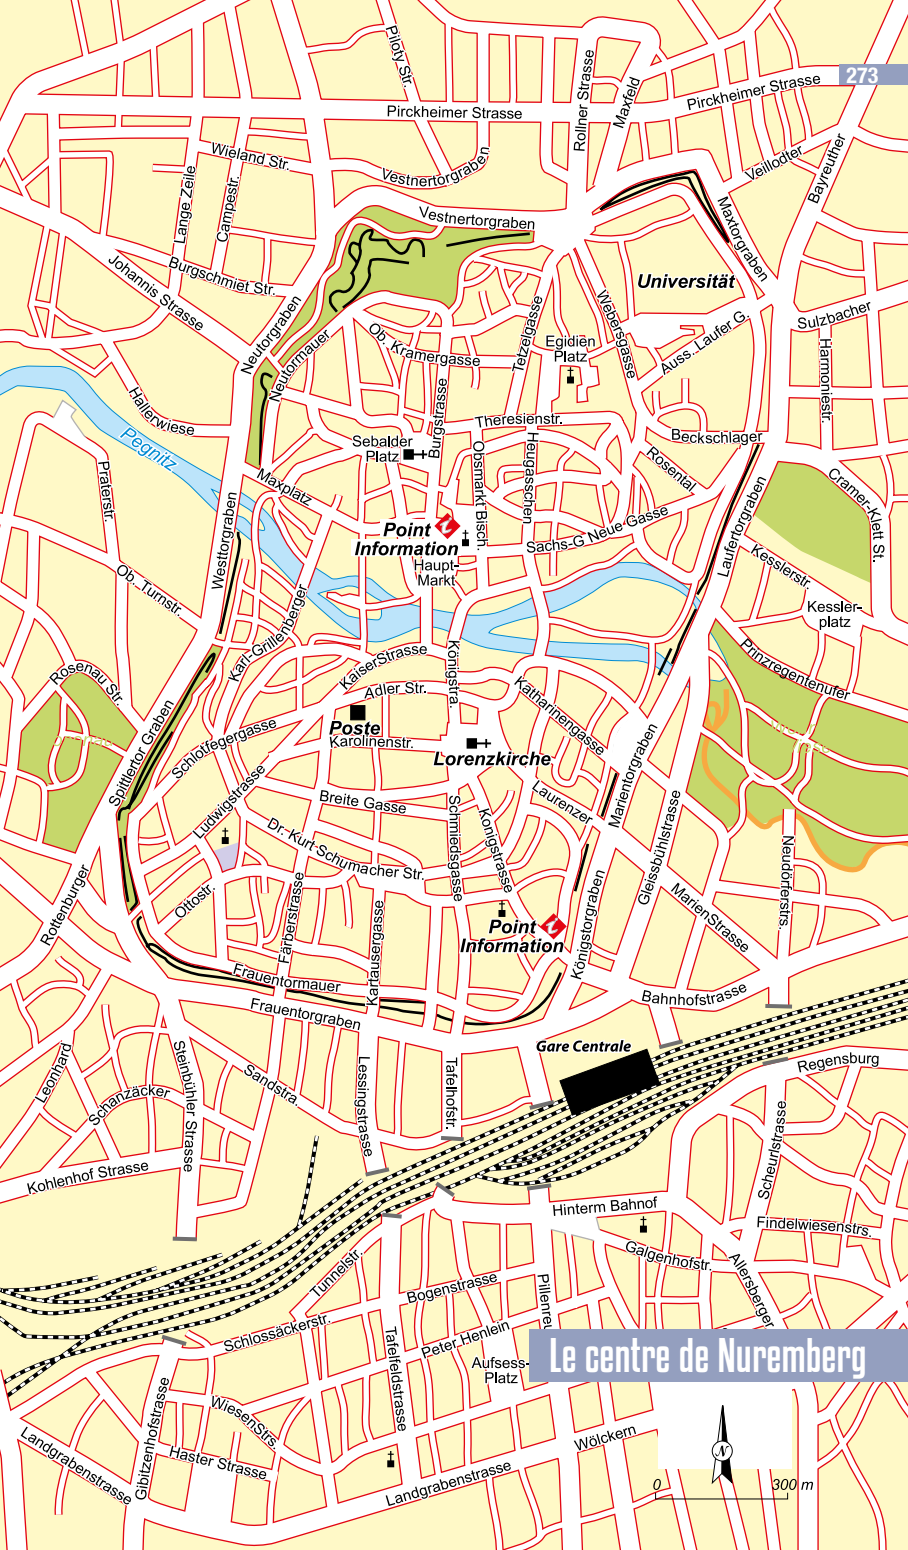 273
Piloty Str.
Rollner Strasse
Maxfeld
Pirckheimer Strasse
Pirckheimer Strasse
Wieland Str.
Vestnertorgraben
Veillodter
Bayreuther
Lange Zeile
Campestr.
Vestnertorgraben
Maxtorgraben
Burgschmiet Str.
Johannis Strasse
Universität
Neutorgraben
Neutormauer
Ob. Kramergasse
Tetzelgasse
Webersgasse
Egidien
Platz
Auss. Laufer G.
Sulzbacher
Harmoniestr.
Hallerwiese
Burgstrasse
Theresienstr.
Beckschlager
Pegnitz
Sebalder
Platz
Obsmarkt Bisch.
Heugasschen
Rosental
Praterstr.
Maxplatz
Cramer-Klett St.
Point
Information
Haupt-
Markt
Sachs-G Neue Gasse
Laufertorgraben
Westtorgraben
Kesslerstr.
Kessler-
platz
Ob. Turnstr.
Karl-Grillenberger
Prinzregentenufer
Rosenau Str.
KaiserStrasse
Königstra.
Adler Str.
Katharinengasse
Spittlertor Graben
Schlotfegergasse
Poste
Karolinenstr.
Lorenzkirche
Marientorgraben
Ludwigstrasse
Breite Gasse
Laurenzer
Schmiedsgasse
Konigstrasse
Gleissbühlstrasse
Dr. Kurt Schumacher Str.
Neudörferstrs.
Rottenburger
Ottostr.
Färberstrasse
Kartausergasse
MarienStrasse
Point
Information
Königstorgraben
Frauentormauer
Frauentorgraben
Bahnhofstrasse
Gare Centrale
Leonhard
Schanzäcker
Steinbühler Strasse
Sandstra.
Lessingstrasse
Tafelhofstr.
Regensburg
Scheurlstrasse
Kohlenhof Strasse
Hinterm Bahnof
Findelwiesenstrs.
Galgenhofstr.
Allersberger
Tunnelstr.
Bogenstrasse
Pillenreu
Schlossäckerstr.
Tafelfeldstrasse
Peter Henlein
Aufsess-
Platz
Le centre de Nuremberg
Gibitzenhofstrasse
WiesenStrs.
Haster Strasse
Landgrabenstrasse
Landgrabenstrasse
Wölckern
N
0 300 m